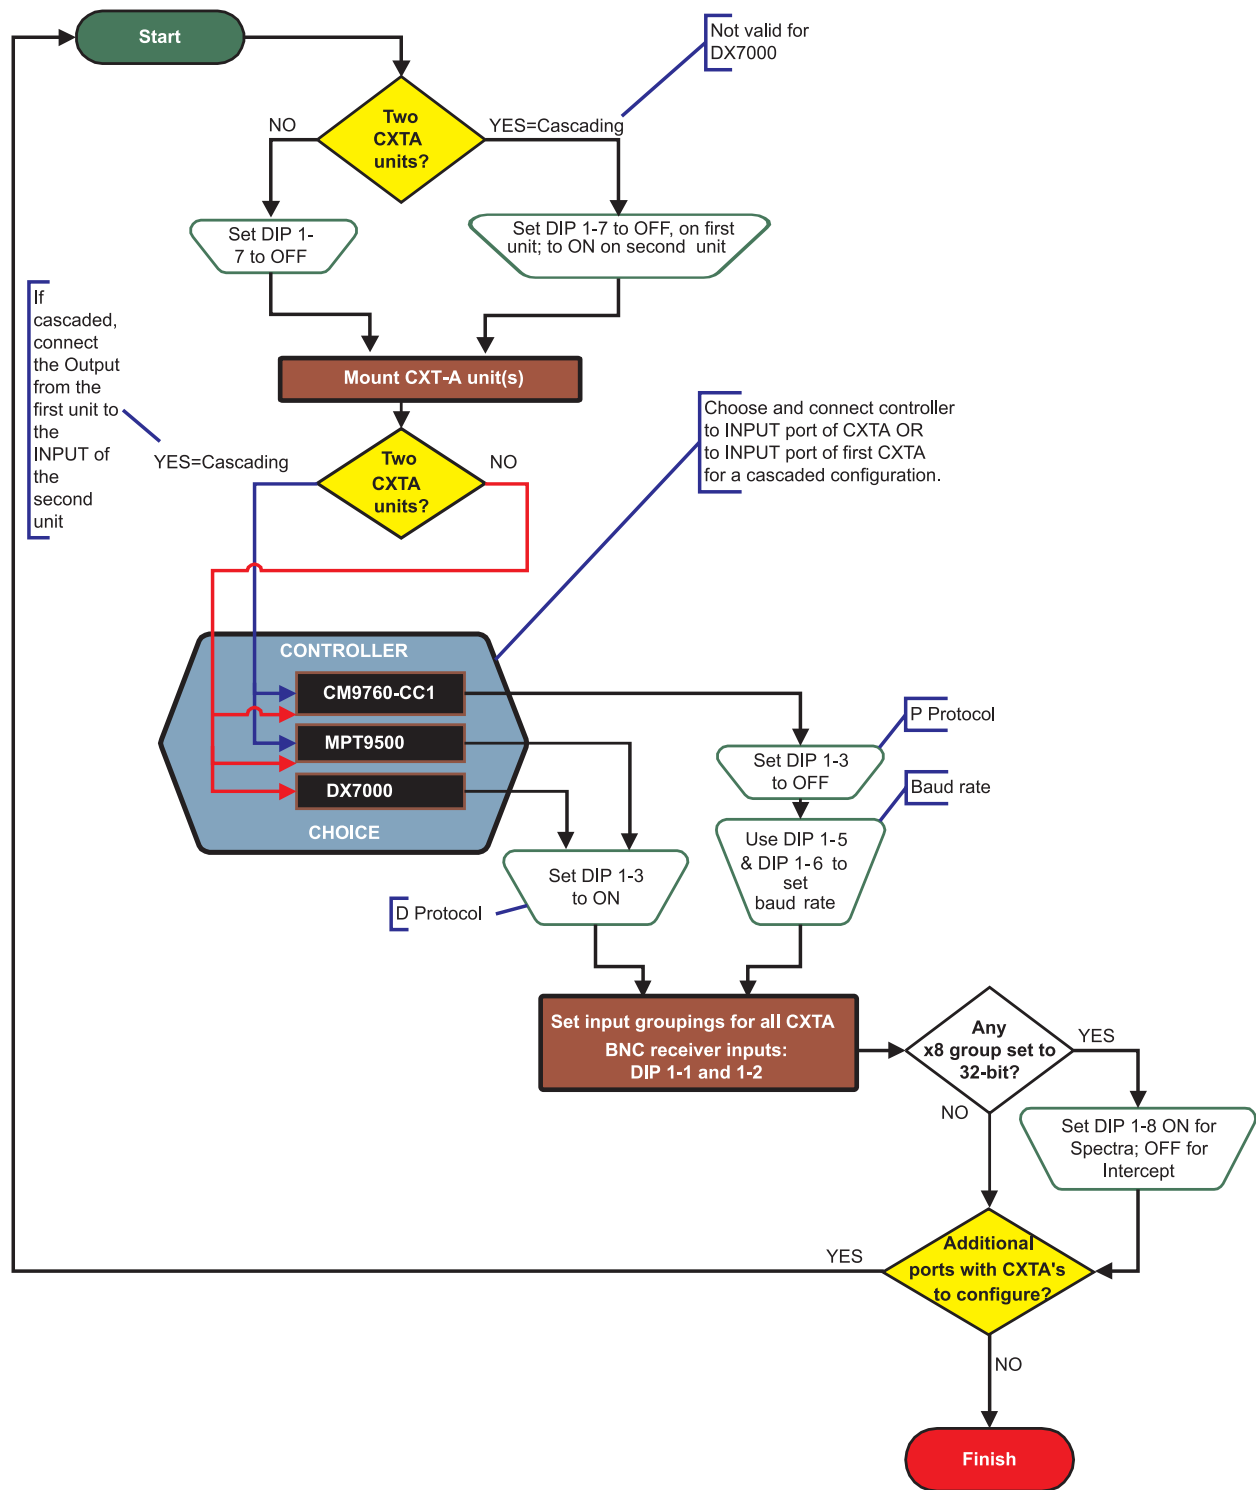 Start
Not valid for
DX7000
Two
CXTA
units?
NO
YES=Cascading
Set DIP 1-
7 to OFF
Set DIP 1-7 to OFF, on first
unit; to ON on second unit
If
cascaded,
connect
the Output
from the
first unit to
the
INPUT of
the
second
unit
Mount CXT-A unit(s)
Choose and connect controller
to INPUT port of CXTA OR
to INPUT port of first CXTA
for a cascaded configuration.
YES=Cascading
Two
CXTA
units?
NO
CONTROLLER
CM9760-CC1
MPT9500
DX7000
CHOICE
P Protocol
Set DIP 1-3
to OFF
Baud rate
Use DIP 1-5
& DIP 1-6 to
set
baud rate
Set DIP 1-3
to ON
D Protocol
Set input groupings for all CXTA
BNC receiver inputs:
DIP 1-1 and 1-2
Any
x8 group set to
32-bit?
YES
NO
Set DIP 1-8 ON for
Spectra; OFF for
Intercept
Additional
ports with CXTA's
to configure?
YES
NO
Finish